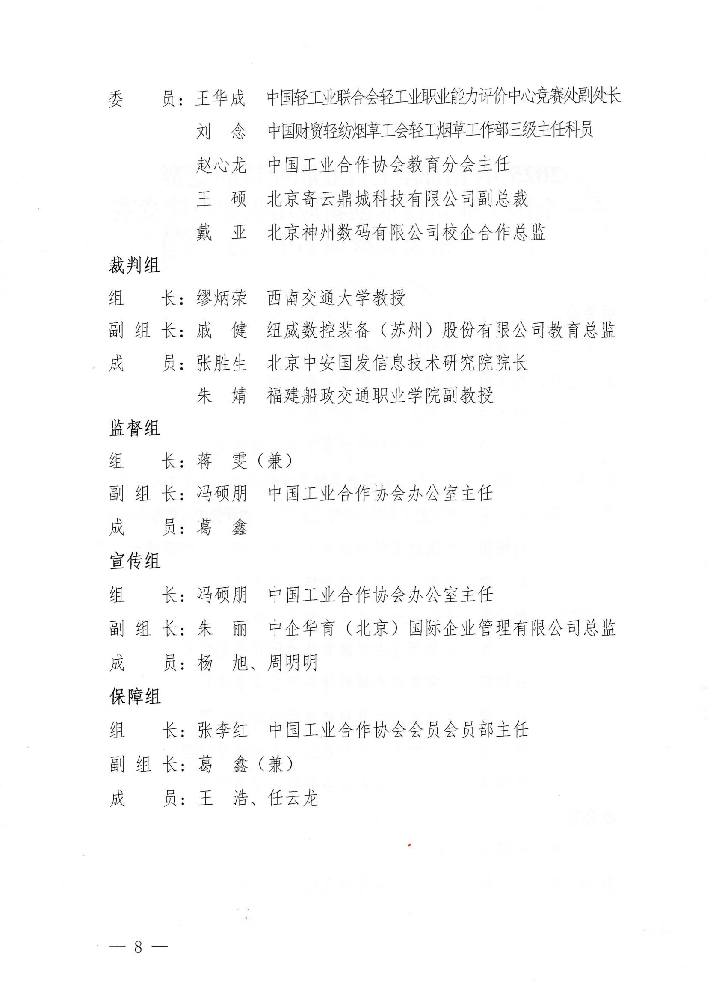 委　　员：王华成　中国轻工业联合会轻工业职业能力评价中心竞赛处副处长
刘　念　中国财贸轻纺烟草工会轻工烟草工作部三级主任科员
赵心龙　中国工业合作协会教育分会主任
王　硕　北京寄云鼎城科技有限公司副总裁
戴　亚　北京神州数码有限公司校企合作总监
裁判组
组　　长：缪炳荣　西南交通大学教授
副 组 长：戚　健　纽威数控装备（苏州）股份有限公司教育总监
成　　员：张胜生　北京中安国发信息技术研究院院长
朱　婧　福建船政交通职业学院副教授
监督组
组　　长：蒋　雯（兼）
副 组 长：冯硕朋　中国工业合作协会办公室主任
成　　员：葛　鑫
宣传组
组　　长：冯硕朋　中国工业合作协会办公室主任
副 组 长：朱　丽　中企华育（北京）国际企业管理有限公司总监
成　　员：杨　旭、周明明
保障组
组　　长：张李红　中国工业合作协会会员会员部主任
副 组 长：葛　鑫（兼）
成　　员：王　浩、任云龙
— 8 —